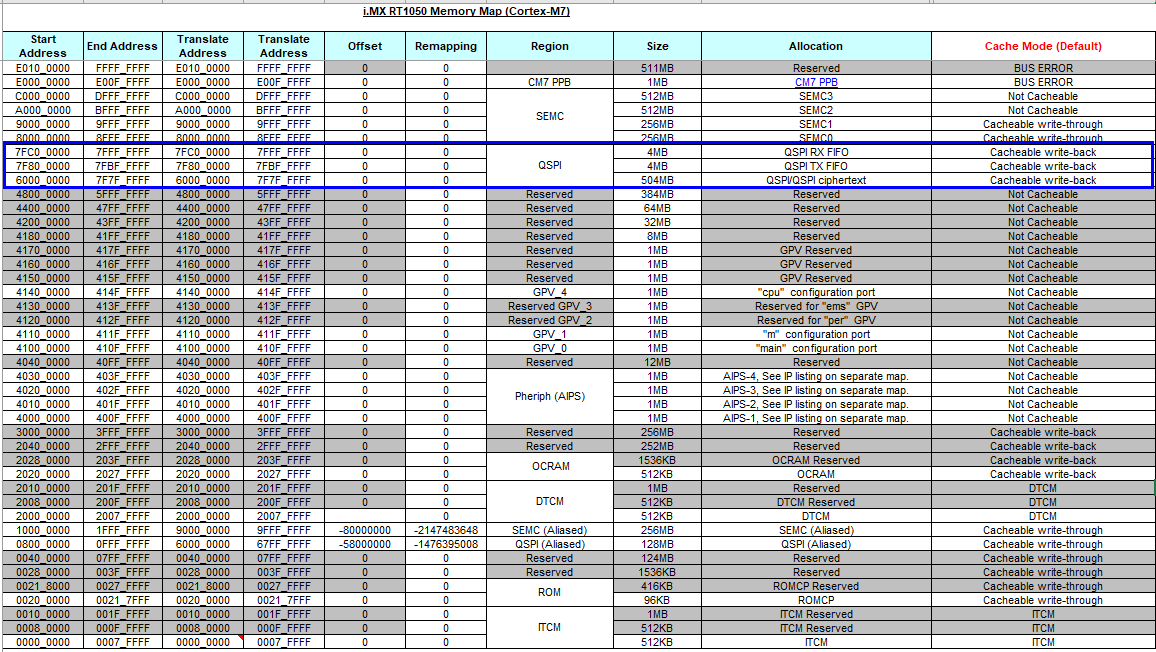 i.MX RT1050 Memory Map (Cortex-M7)
Start Address End Address Translate Address Translate Address Offset Remapping Region Size Allocation Cache Mode (Default)
E010_0000 FFFF_FFFF E010_0000 FFFF_FFFF 0 0 511MB Reserved BUS ERROR
E000_0000 E00F_FFFF E000_0000 E00F_FFFF 0 0 CM7 PPB 1MB CM7 PPB BUS ERROR
C000_0000 DFFF_FFFF C000_0000 DFFF_FFFF 0 0 SEMC 512MB SEMC3 Not Cacheable
A000_0000 BFFF_FFFF A000_0000 BFFF_FFFF 0 0 512MB SEMC2 Not Cacheable
9000_0000 9FFF_FFFF 9000_0000 9FFF_FFFF 0 0 256MB SEMC1 Cacheable write-through
8000_0000 8FFF_FFFF 8000_0000 8FFF_FFFF 0 0 256MB SEMC0 Cacheable write-through
7FC0_0000 7FFF_FFFF 7FC0_0000 7FFF_FFFF 0 0 QSPI 4MB QSPI RX FIFO Cacheable write-back
7F80_0000 7FBF_FFFF 7F80_0000 7FBF_FFFF 0 0 4MB QSPI TX FIFO Cacheable write-back
6000_0000 7F7F_FFFF 6000_0000 7F7F_FFFF 0 0 504MB QSPI/QSPI ciphertext Cacheable write-back
4800_0000 5FFF_FFFF 4800_0000 5FFF_FFFF 0 0 Reserved 384MB Reserved Not Cacheable
4400_0000 47FF_FFFF 4400_0000 47FF_FFFF 0 0 Reserved 64MB Reserved Not Cacheable
4200_0000 43FF_FFFF 4200_0000 43FF_FFFF 0 0 Reserved 32MB Reserved Not Cacheable
4180_0000 41FF_FFFF 4180_0000 41FF_FFFF 0 0 Reserved 8MB Reserved Not Cacheable
4170_0000 417F_FFFF 4170_0000 417F_FFFF 0 0 Reserved 1MB GPV Reserved Not Cacheable
4160_0000 416F_FFFF 4160_0000 416F_FFFF 0 0 Reserved 1MB GPV Reserved Not Cacheable
4150_0000 415F_FFFF 4150_0000 415F_FFFF 0 0 Reserved 1MB GPV Reserved Not Cacheable
4140_0000 414F_FFFF 4140_0000 414F_FFFF 0 0 GPV_4 1MB "cpu" configuration port Not Cacheable
4130_0000 413F_FFFF 4130_0000 413F_FFFF 0 0 Reserved GPV_3 1MB Reserved for "ems" GPV Not Cacheable
4120_0000 412F_FFFF 4120_0000 412F_FFFF 0 0 Reserved GPV_2 1MB Reserved for "per" GPV Not Cacheable
4110_0000 411F_FFFF 4110_0000 411F_FFFF 0 0 GPV_1 1MB "m" configuration port Not Cacheable
4100_0000 410F_FFFF 4100_0000 410F_FFFF 0 0 GPV_0 1MB "main" configuration port Not Cacheable
4040_0000 40FF_FFFF 4040_0000 40FF_FFFF 0 0 Reserved 12MB Reserved Not Cacheable
4030_0000 403F_FFFF 4030_0000 403F_FFFF 0 0 Pheriph (AIPS) 1MB AIPS-4, See IP listing on separate map. Not Cacheable
4020_0000 402F_FFFF 4020_0000 402F_FFFF 0 0 1MB AIPS-3, See IP listing on separate map. Not Cacheable
4010_0000 401F_FFFF 4010_0000 401F_FFFF 0 0 1MB AIPS-2, See IP listing on separate map. Not Cacheable
4000_0000 400F_FFFF 4000_0000 400F_FFFF 0 0 1MB AIPS-1, See IP listing on separate map. Not Cacheable
3000_0000 3FFF_FFFF 3000_0000 3FFF_FFFF 0 0 Reserved 256MB Reserved Cacheable write-back
2040_0000 2FFF_FFFF 2040_0000 2FFF_FFFF 0 0 Reserved 252MB Reserved Cacheable write-back
2028_0000 203F_FFFF 2028_0000 203F_FFFF 0 0 OCRAM 1536KB OCRAM Reserved Cacheable write-back
2020_0000 2027_FFFF 2020_0000 2027_FFFF 0 0 512KB OCRAM Cacheable write-back
2010_0000 201F_FFFF 2010_0000 201F_FFFF 0 0 DTCM 1MB Reserved DTCM
2008_0000 200F_FFFF 2008_0000 200F_FFFF 0 0 512KB DTCM Reserved DTCM
2000_0000 2007_FFFF 2000_0000 2007_FFFF 0 512KB DTCM DTCM
1000_0000 1FFF_FFFF 9000_0000 9FFF_FFFF -80000000 -2147483648 SEMC (Aliased) 256MB SEMC (Aliased) Cacheable write-through
0800_0000 0FFF_FFFF 6000_0000 67FF_FFFF -58000000 -1476395008 QSPI (Aliased) 128MB QSPI (Aliased) Cacheable write-through
0040_0000 07FF_FFFF 0040_0000 07FF_FFFF 0 0 Reserved 124MB Reserved Cacheable write-through
0028_0000 003F_FFFF 0028_0000 003F_FFFF 0 0 Reserved 1536KB Reserved Cacheable write-through
0021_8000 0027_FFFF 0021_8000 0027_FFFF 0 0 ROM 416KB ROMCP Reserved Cacheable write-through
0020_0000 0021_7FFF 0020_0000 0021_7FFF 0 0 96KB ROMCP Cacheable write-through
0010_0000 001F_FFFF 0010_0000 001F_FFFF 0 0 ITCM 1MB ITCM Reserved ITCM
0008_0000 000F_FFFF 0008_0000 000F_FFFF 0 0 512KB ITCM Reserved ITCM
0000_0000 0007_FFFF 0000_0000 0007_FFFF 0 0 512KB ITCM ITCM